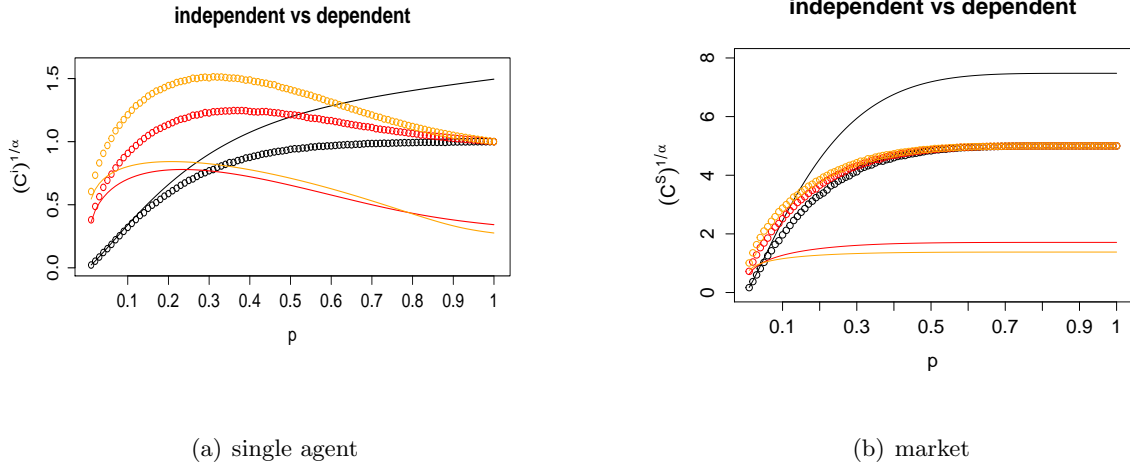 independent vs dependent
(C^i)^1/α
0.0 0.5 1.0 1.5
0.1 0.2 0.3 0.4 0.5 0.6 0.7 0.8 0.9 1
p
(a) single agent
independent vs dependent
(C^S)^1/α
0 2 4 6 8
0.1 0.3 0.5 0.7 0.9 1
p
(b) market